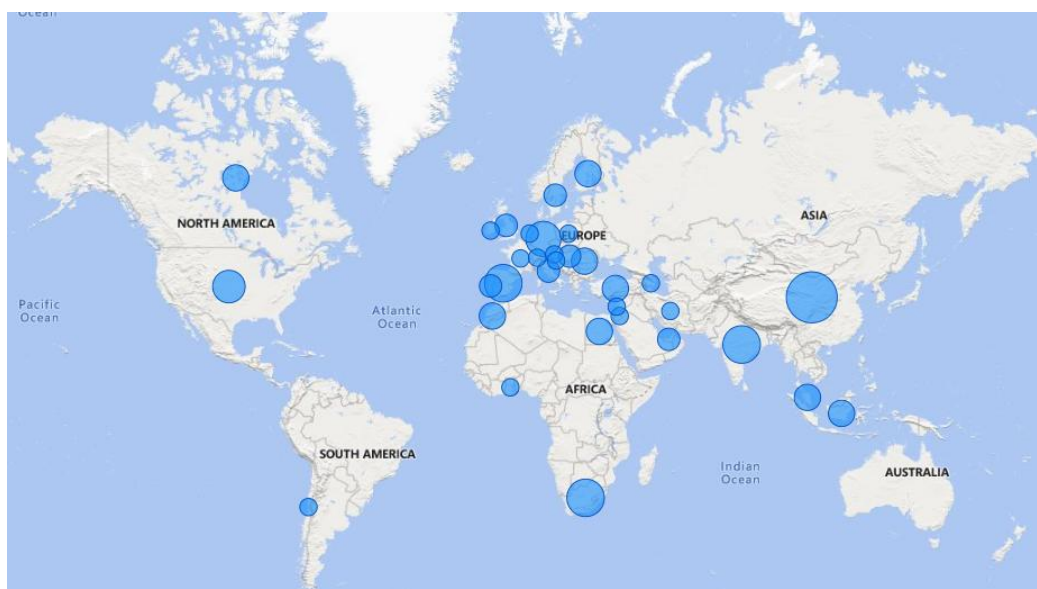 Ocean
NORTH AMERICA
EUROPE
ASIA
Pacific
Ocean
Atlantic
Ocean
AFRICA
SOUTH AMERICA
Indian
Ocean
AUSTRALIA